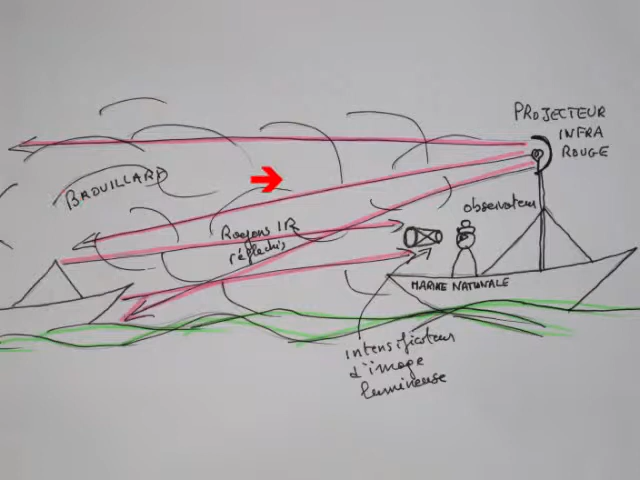 PROJECTEUR
INFRA
ROUGE
BROUILLARD
observateur
Rayons IR
réfléchis
MARINE NATIONALE
Intensificateur
d'image
lumineuse